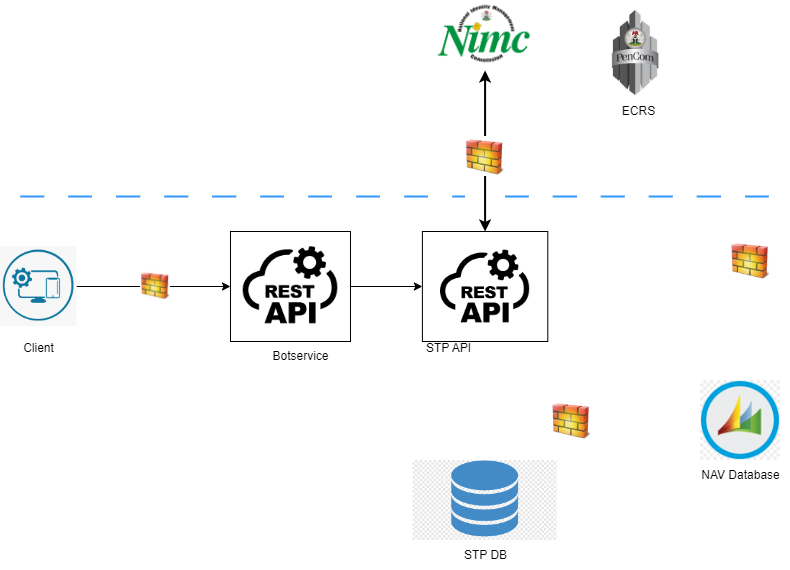 National Identity Management
Nimc
Commission
PenCom
ECRS
REST
API
REST
API
Client
Botservice
STP API
NAV Database
STP DB